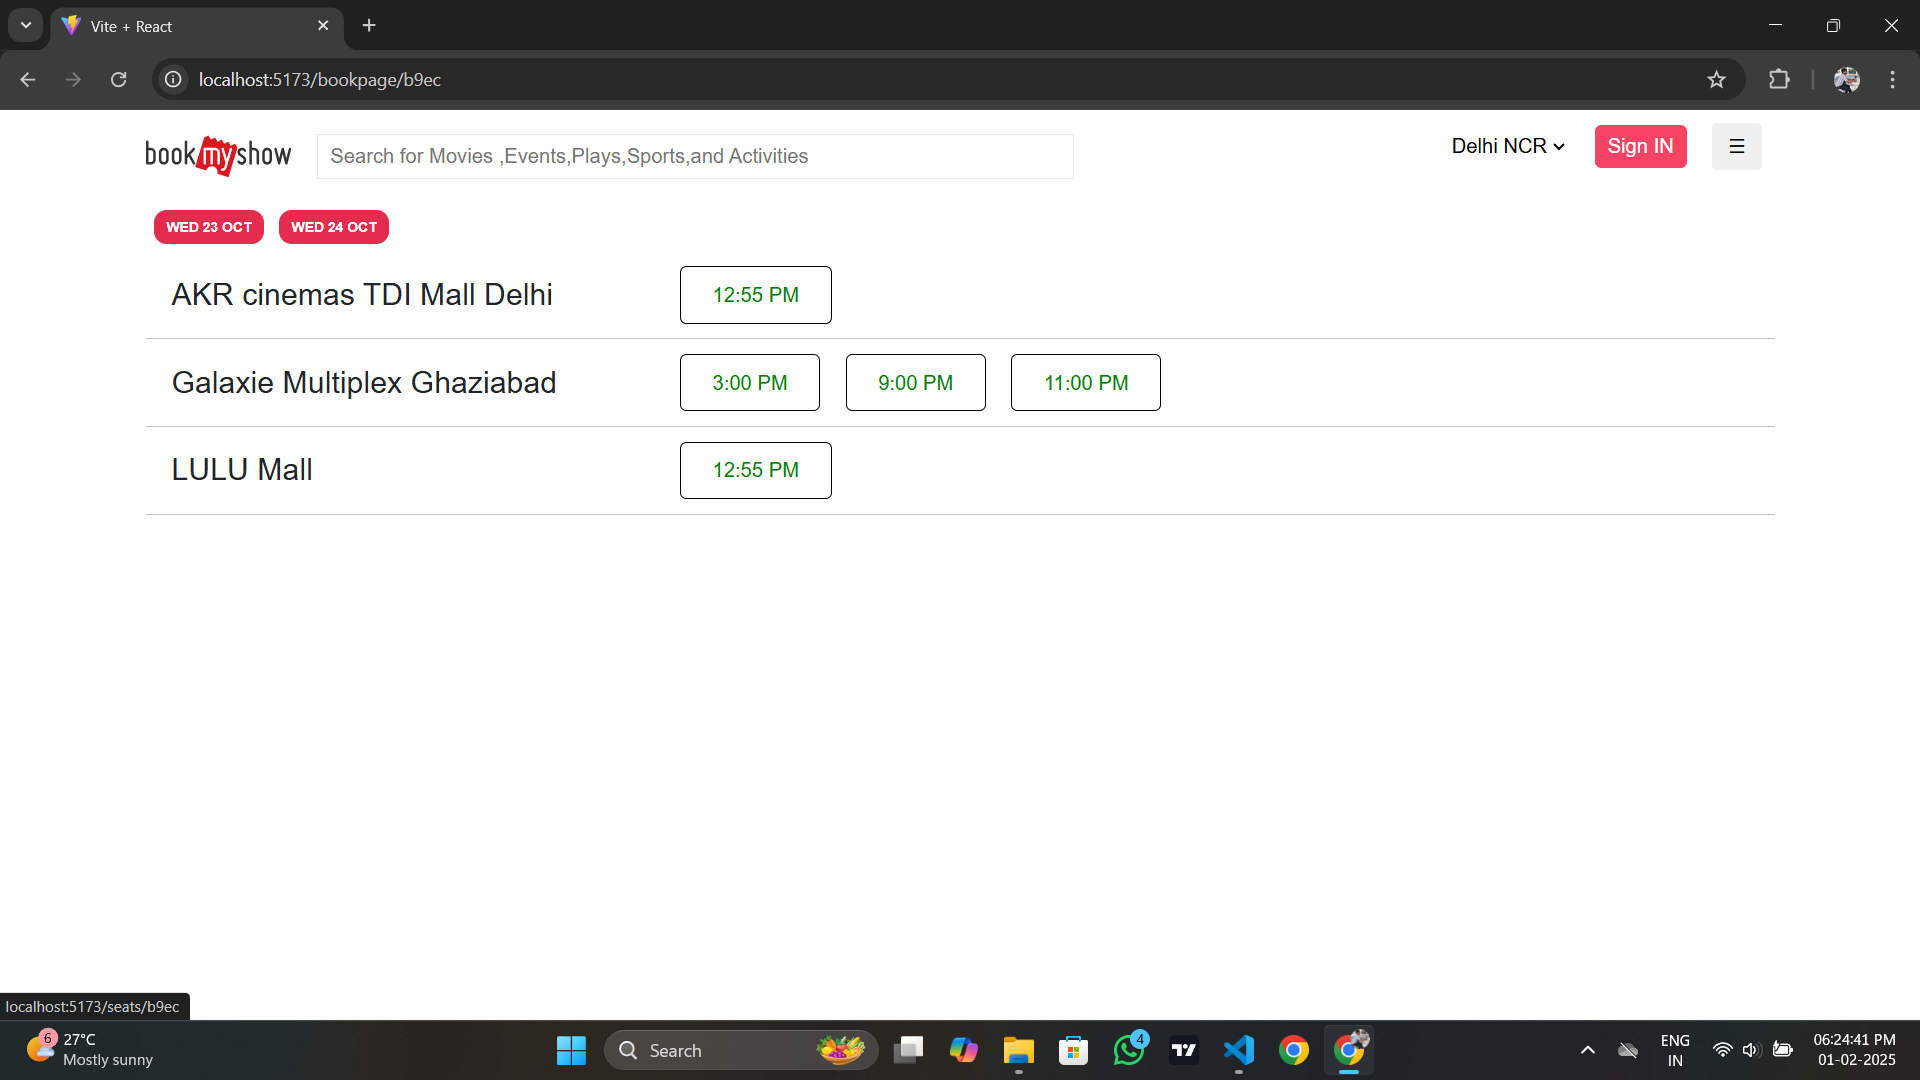 Vite + React
localhost:5173/bookpage/b9ec
bookmyshow
Search for Movies ,Events,Plays,Sports,and Activities
Delhi NCR
Sign IN
WED 23 OCT
WED 24 OCT
AKR cinemas TDI Mall Delhi
12:55 PM
Galaxie Multiplex Ghaziabad
3:00 PM
9:00 PM
11:00 PM
LULU Mall
12:55 PM
localhost:5173/seats/b9ec
6
27°C
Mostly sunny
Search
4
ENG
IN
06:24:41 PM
01-02-2025